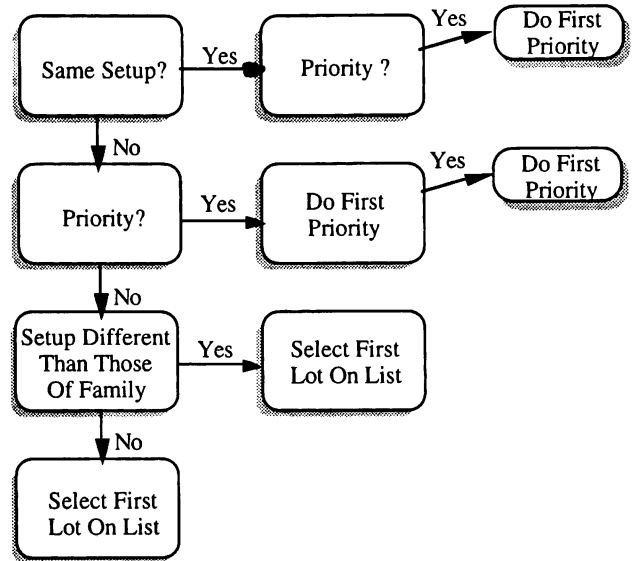 Same Setup?
Yes
Priority ?
Yes
Do First
Priority
No
Priority?
Yes
Do First
Priority
Yes
Do First
Priority
No
Setup Different
Than Those
Of Family
Yes
Select First
Lot On List
No
Select First
Lot On List